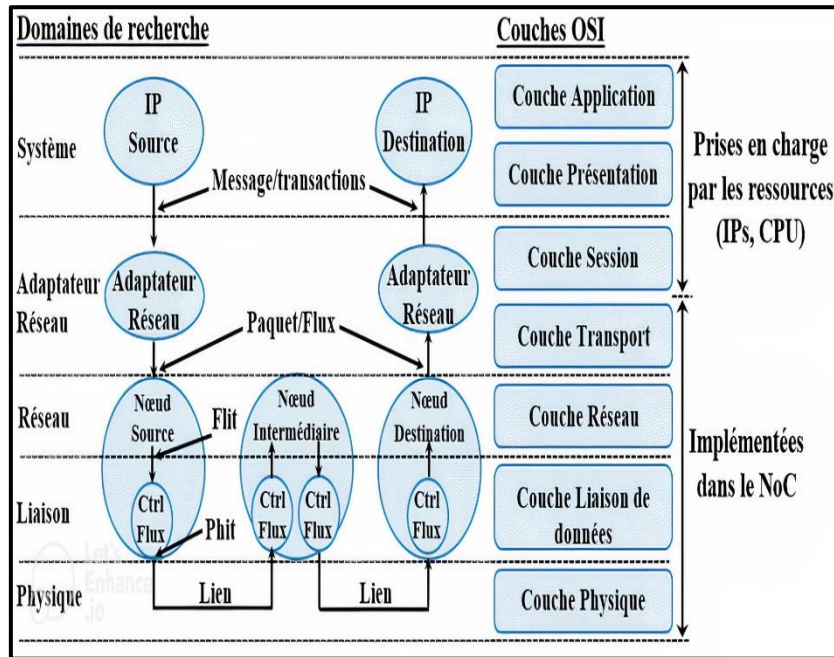 Domaines de recherche
Couches OSI
Système
IP
Source
IP
Destination
Couche Application
Couche Présentation
Prises en charge
par les ressources
(IPs, CPU)
Message/transactions
Adaptateur
Réseau
Adaptateur
Réseau
Adaptateur
Réseau
Couche Session
Couche Transport
Paquet/Flux
Réseau
Nœud
Source
Flit
Nœud
Intermédiaire
Nœud
Destination
Couche Réseau
Implémentées
dans le NoC
Liaison
Ctrl
Flux
Phit
Ctrl
Flux
Ctrl
Flux
Ctrl
Flux
Couche Liaison de
données
Let's
Enhance
.io
Physique
Lien
Lien
Couche Physique